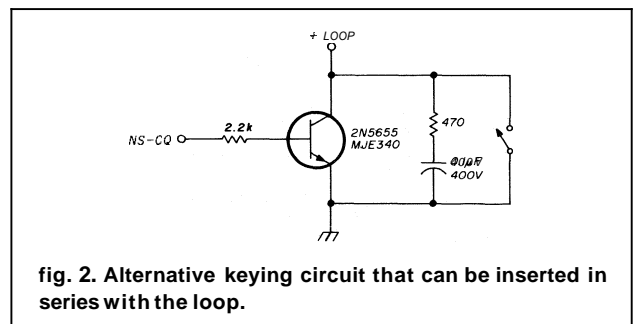 + LOOP
2.2k
NS-CQ
2N5655
MJE340
470
400V
fig. 2. Alternative keying circuit that can be inserted in
series with the loop.